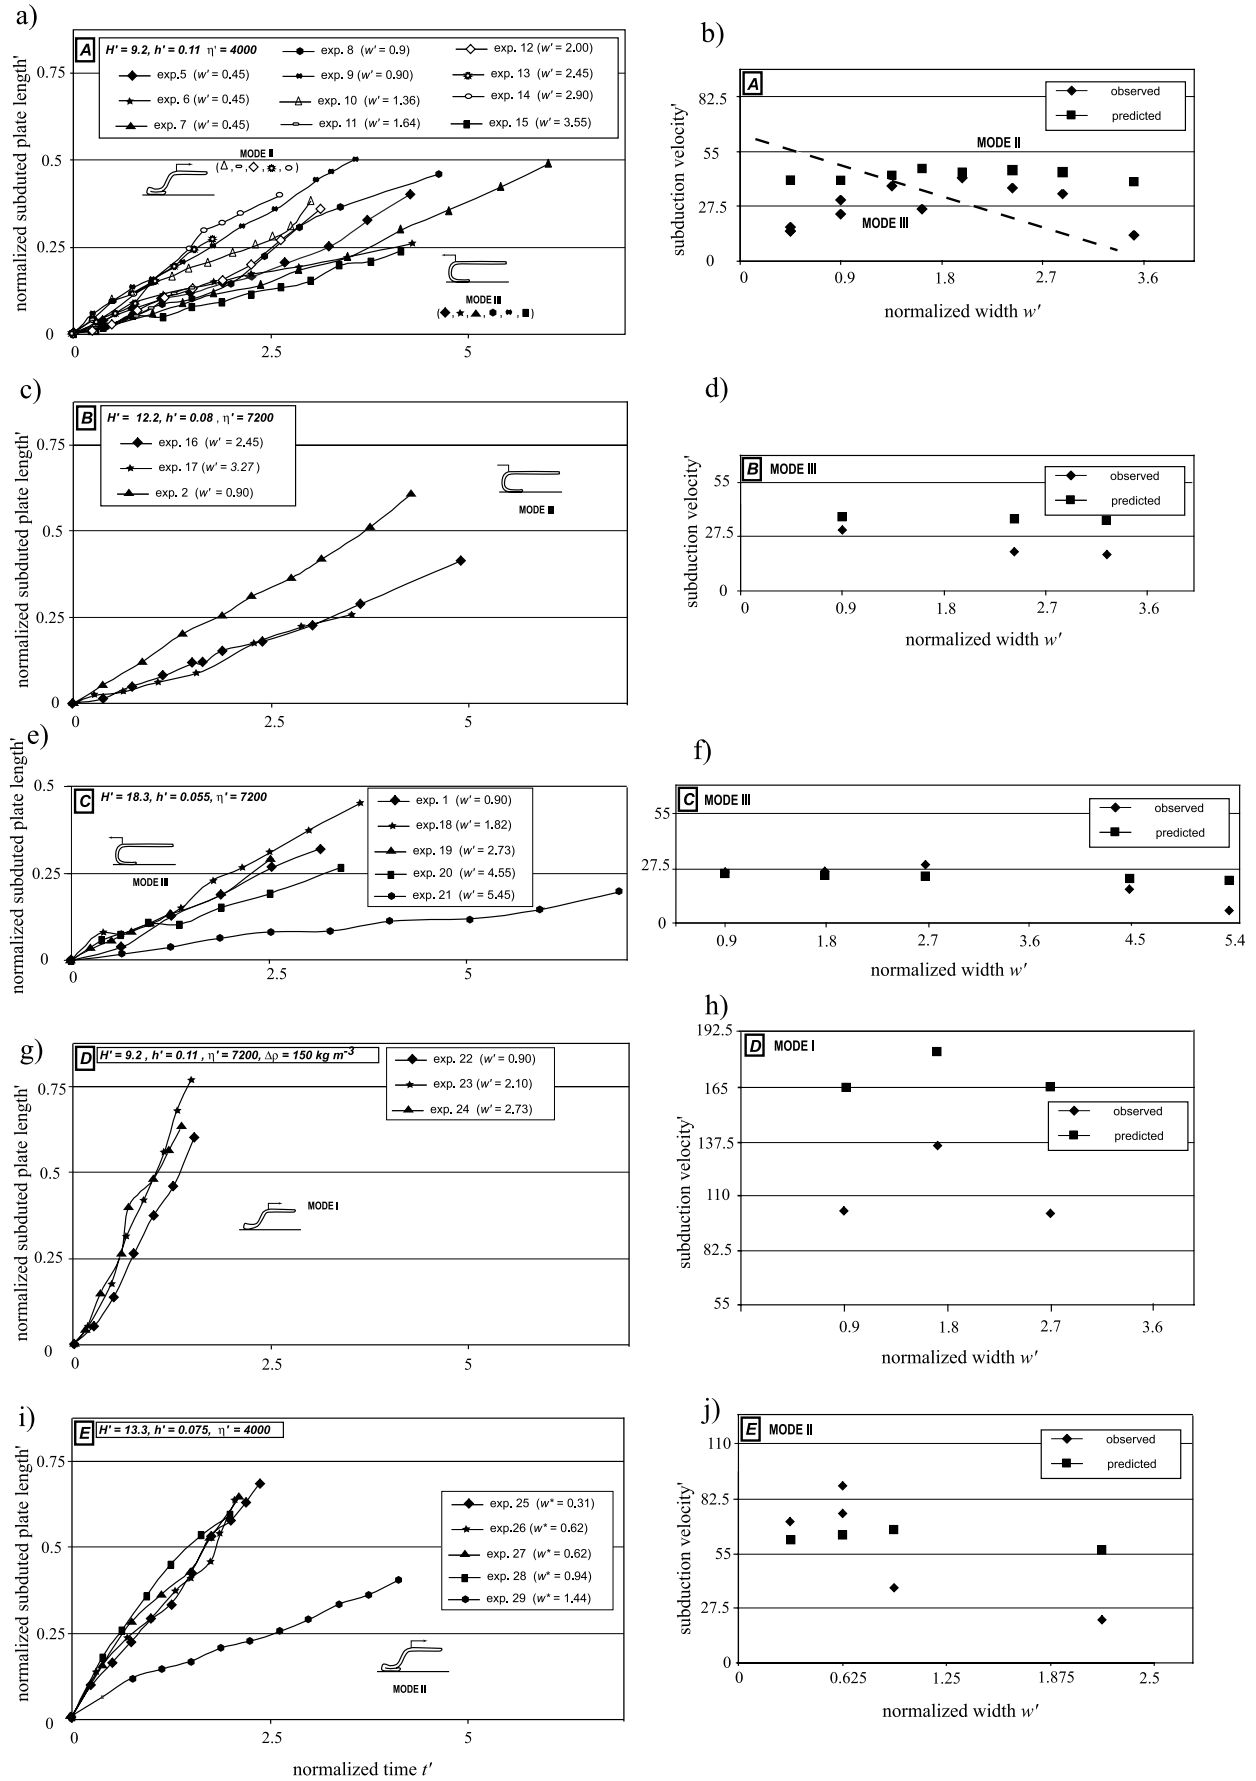 a)
A
H' = 9.2, h' = 0.11 η' = 4000
exp.5 (w' = 0.45)
exp. 6 (w' = 0.45)
exp. 7 (w' = 0.45)
exp. 8 (w' = 0.9)
exp. 9 (w' = 0.90)
exp. 10 (w' = 1.36)
exp. 11 (w' = 1.64)
exp. 12 (w' = 2.00)
exp. 13 (w' = 2.45)
exp. 14 (w' = 2.90)
exp. 15 (w' = 3.55)
MODE II
MODE III
normalized subduted plate length'
0.75
0.5
0.25
0
0
2.5
5
b)
A
observed
predicted
MODE II
MODE III
subduction velocity'
82.5
55
27.5
0
0
0.9
1.8
2.7
3.6
normalized width w'
c)
B
H' = 12.2, h' = 0.08 , η' = 7200
exp. 16 (w' = 2.45)
exp. 17 (w' = 3.27)
exp. 2 (w' = 0.90)
MODE III
normalized subduted plate length'
0.75
0.5
0.25
0
0
2.5
5
d)
B
MODE III
observed
predicted
subduction velocity'
55
27.5
0
0
0.9
1.8
2.7
3.6
normalized width w'
e)
C
H' = 18.3, h' = 0.055, η' = 7200
exp. 1 (w' = 0.90)
exp.18 (w' = 1.82)
exp. 19 (w' = 2.73)
exp. 20 (w' = 4.55)
exp. 21 (w' = 5.45)
MODE III
normalized subduted plate length'
0.5
0.25
0
0
2.5
5
f)
C
MODE III
observed
predicted
subduction velocity'
55
27.5
0
0.9
1.8
2.7
3.6
4.5
5.4
normalized width w'
g)
D
H' = 9.2 , h' = 0.11 , η' = 7200, Δρ = 150 kg m-3
exp. 22 (w' = 0.90)
exp. 23 (w' = 2.10)
exp. 24 (w' = 2.73)
MODE I
normalized subduted plate length'
0.75
0.5
0.25
0
0
2.5
5
h)
D
MODE I
observed
predicted
subduction velocity'
192.5
165
137.5
110
82.5
55
0.9
1.8
2.7
3.6
normalized width w'
i)
E
H' = 13.3, h' = 0.075, η' = 4000
exp. 25 (w* = 0.31)
exp.26 (w* = 0.62)
exp. 27 (w* = 0.62)
exp. 28 (w* = 0.94)
exp. 29 (w* = 1.44)
MODE II
normalized subduted plate length'
0.75
0.5
0.25
0
0
2.5
5
normalized time t'
j)
E
MODE II
observed
predicted
subduction velocity'
110
82.5
55
27.5
0
0
0.625
1.25
1.875
2.5
normalized width w'